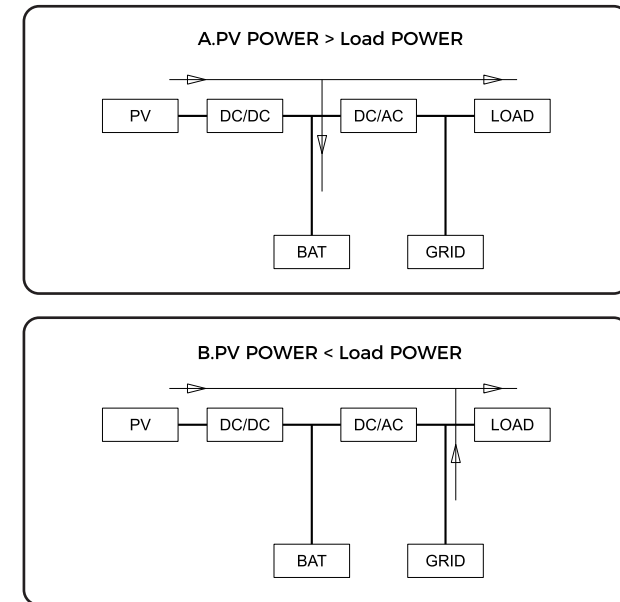 A.PV POWER > Load POWER
PV DC/DC DC/AC LOAD
BAT GRID
B.PV POWER < Load POWER
PV DC/DC DC/AC LOAD
BAT GRID